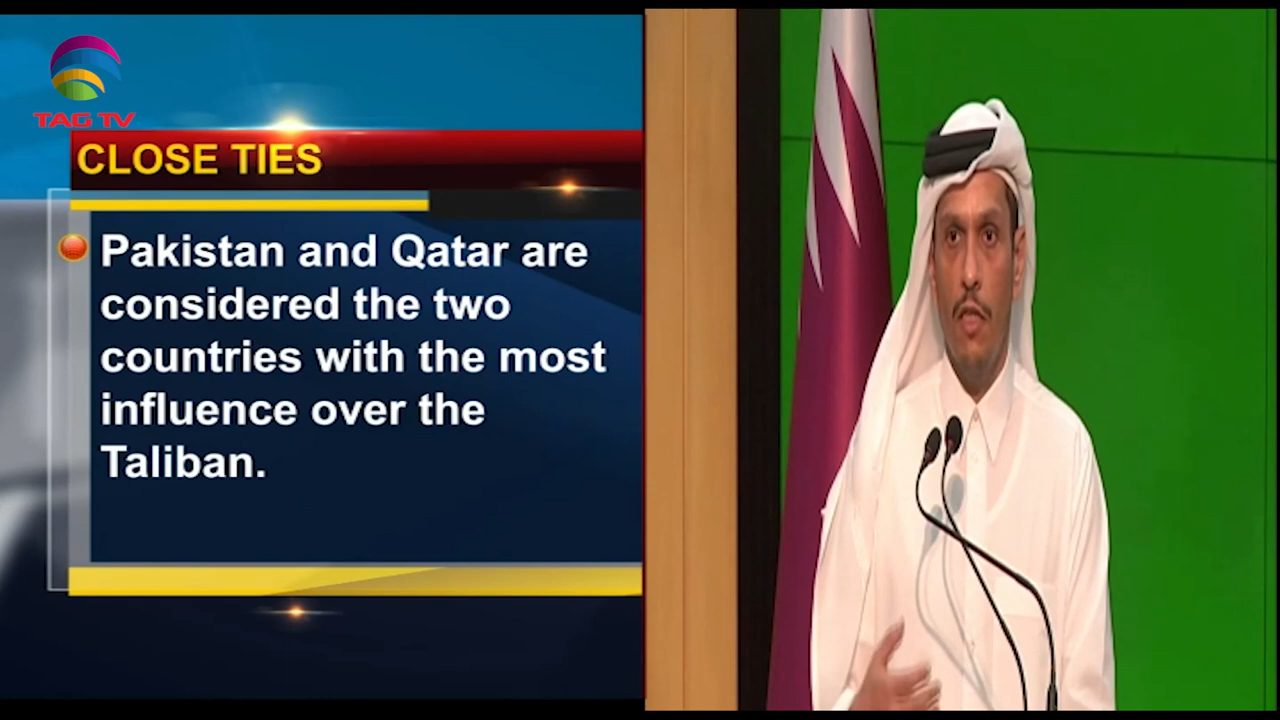 TAG TV
CLOSE TIES
Pakistan and Qatar are
considered the two
countries with the most
influence over the
Taliban.